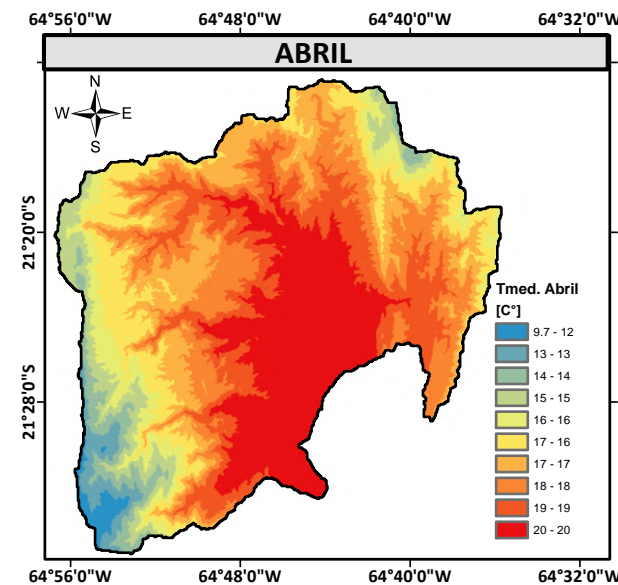 64°56'0"W 64°48'0"W 64°40'0"W 64°32'0"W
ABRIL
N
W E
S
21°20'0"S
21°28'0"S
Tmed. Abril
[C°]
9.7 - 12
13 - 13
14 - 14
15 - 15
16 - 16
17 - 16
17 - 17
18 - 18
19 - 19
20 - 20
64°56'0"W 64°48'0"W 64°40'0"W 64°32'0"W